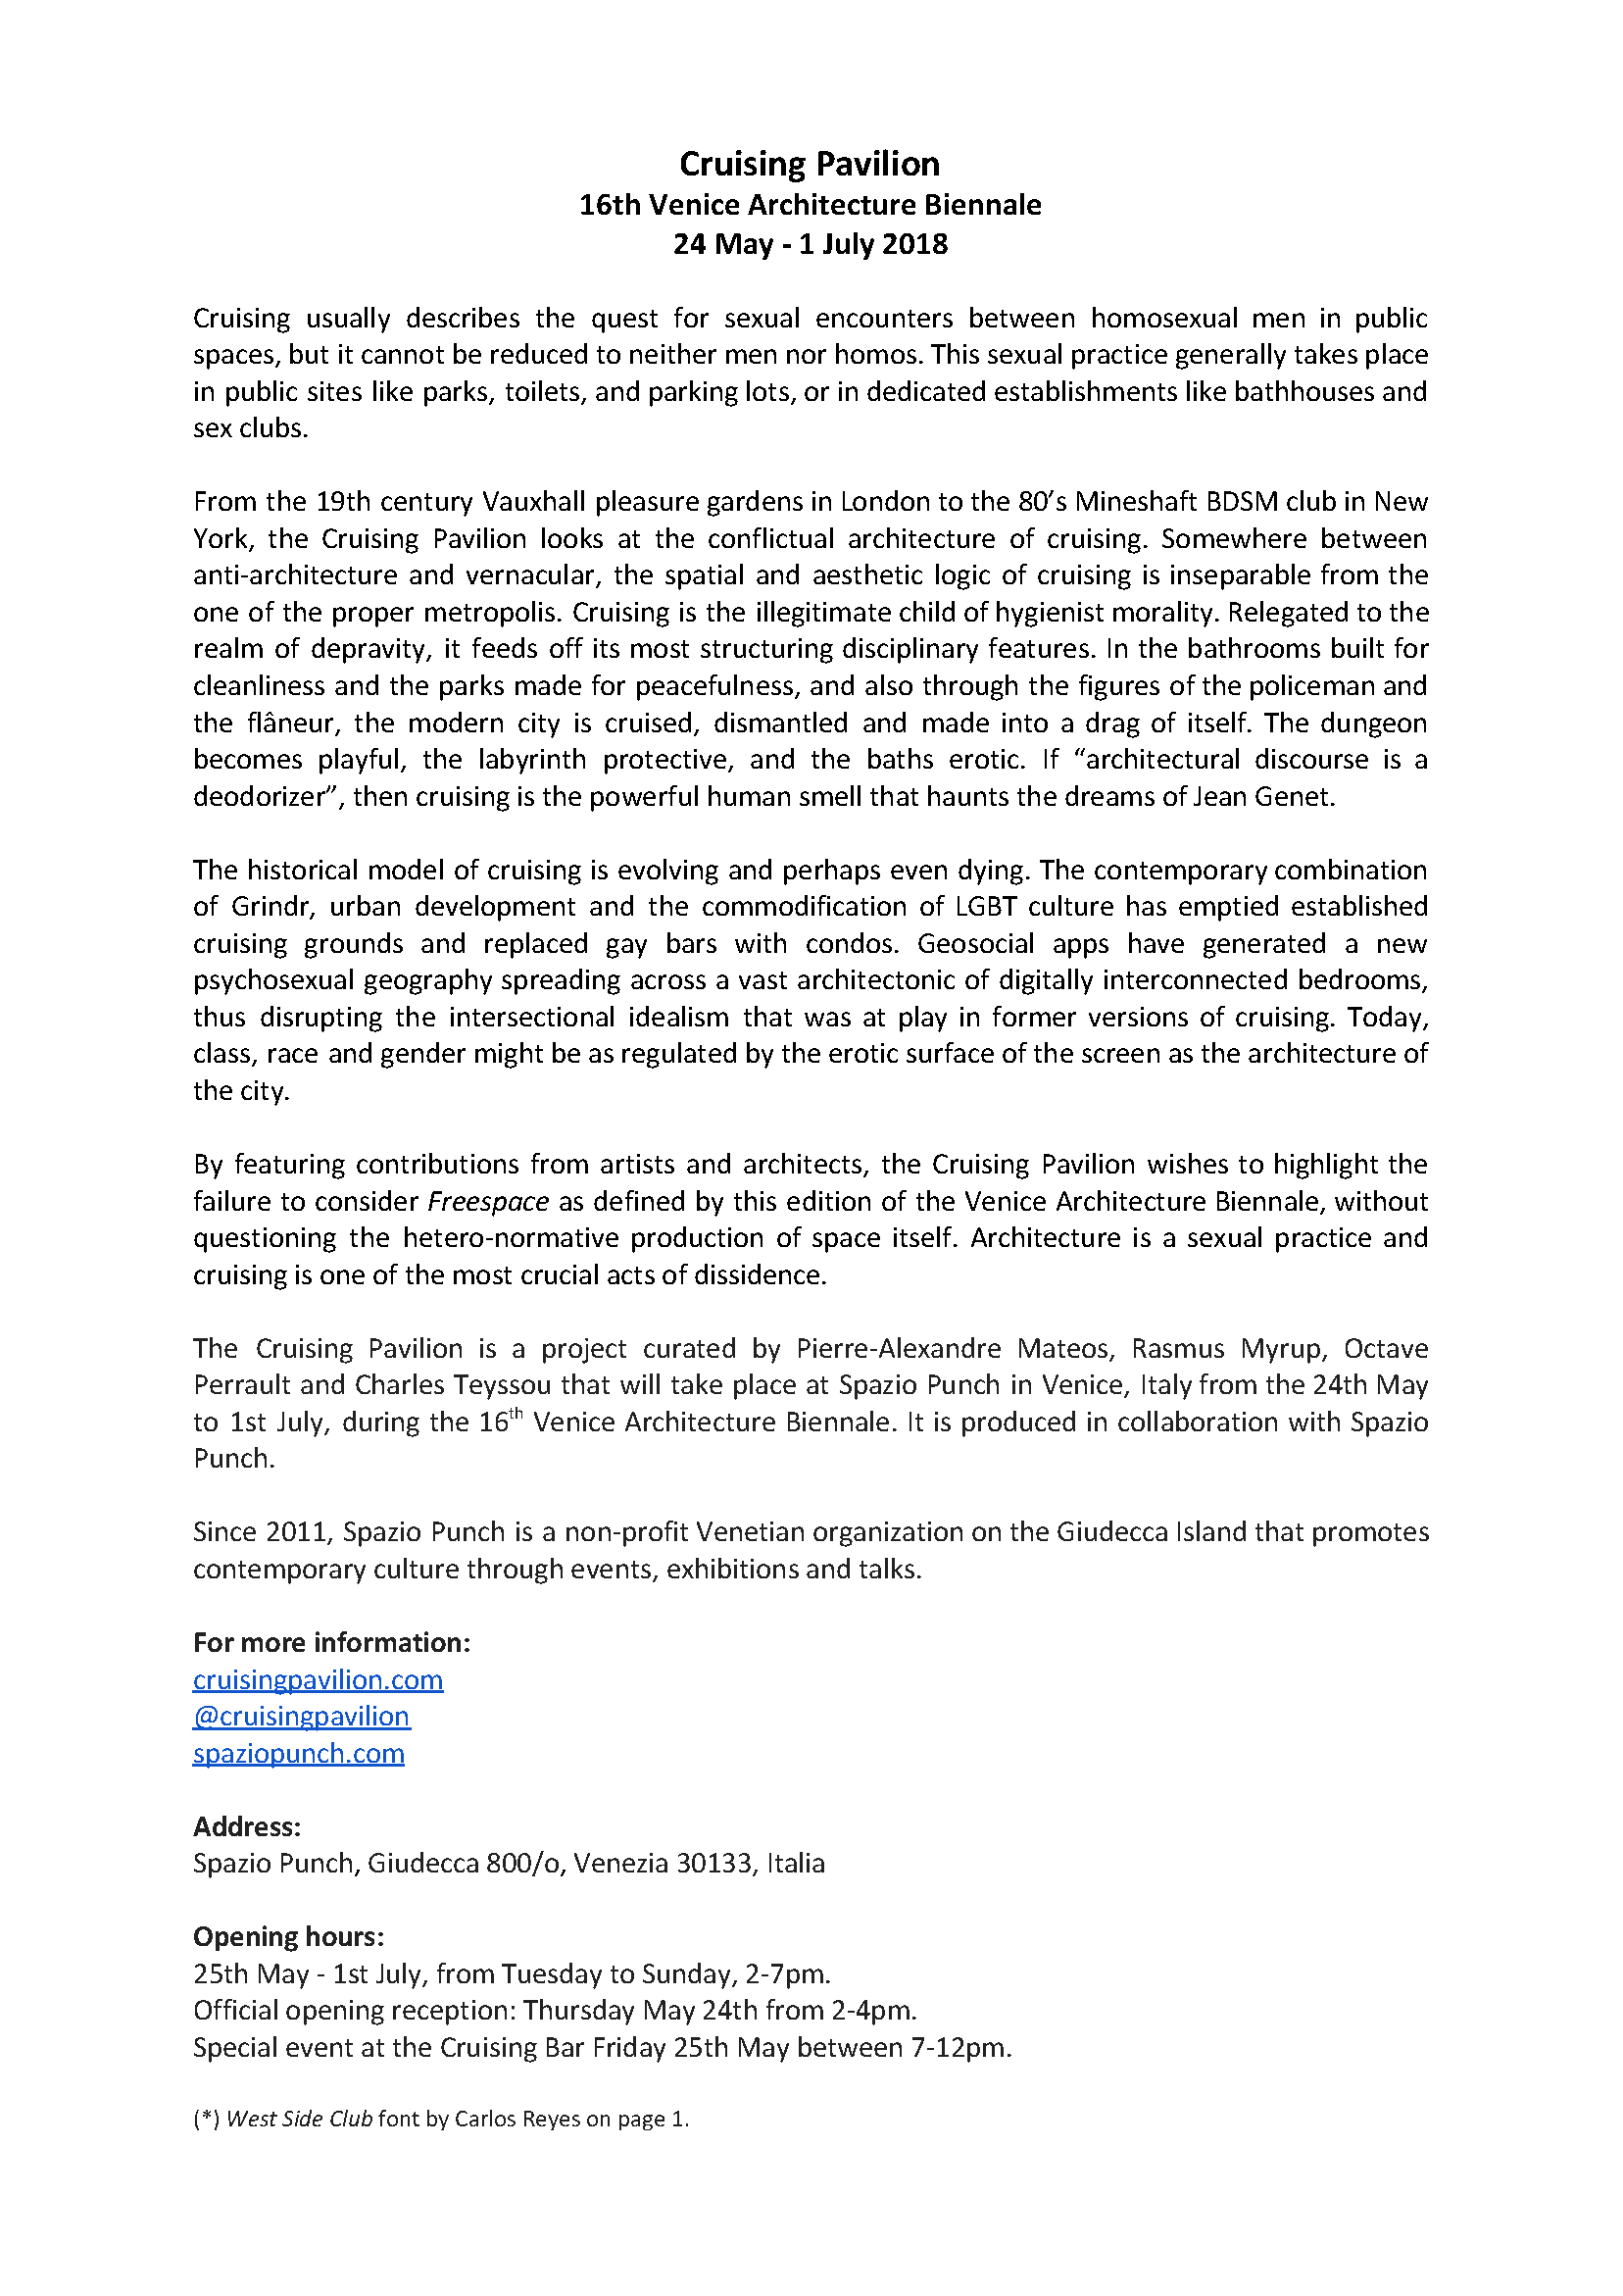 Cruising Pavilion
16th Venice Architecture Biennale
24 May - 1 July 2018
Cruising usually describes the quest for sexual encounters between homosexual men in public
spaces, but it cannot be reduced to neither men nor homos. This sexual practice generally takes place
in public sites like parks, toilets, and parking lots, or in dedicated establishments like bathhouses and
sex clubs.
From the 19th century Vauxhall pleasure gardens in London to the 80’s Mineshaft BDSM club in New
York, the Cruising Pavilion looks at the conflictual architecture of cruising. Somewhere between
anti-architecture and vernacular, the spatial and aesthetic logic of cruising is inseparable from the
one of the proper metropolis. Cruising is the illegitimate child of hygienist morality. Relegated to the
realm of depravity, it feeds off its most structuring disciplinary features. In the bathrooms built for
cleanliness and the parks made for peacefulness, and also through the figures of the policeman and
the flâneur, the modern city is cruised, dismantled and made into a drag of itself. The dungeon
becomes playful, the labyrinth protective, and the baths erotic. If “architectural discourse is a
deodorizer”, then cruising is the powerful human smell that haunts the dreams of Jean Genet.
The historical model of cruising is evolving and perhaps even dying. The contemporary combination
of Grindr, urban development and the commodification of LGBT culture has emptied established
cruising grounds and replaced gay bars with condos. Geosocial apps have generated a new
psychosexual geography spreading across a vast architectonic of digitally interconnected bedrooms,
thus disrupting the intersectional idealism that was at play in former versions of cruising. Today,
class, race and gender might be as regulated by the erotic surface of the screen as the architecture of
the city.
By featuring contributions from artists and architects, the Cruising Pavilion wishes to highlight the
failure to consider Freespace as defined by this edition of the Venice Architecture Biennale, without
questioning the hetero-normative production of space itself. Architecture is a sexual practice and
cruising is one of the most crucial acts of dissidence.
The Cruising Pavilion is a project curated by Pierre-Alexandre Mateos, Rasmus Myrup, Octave
Perrault and Charles Teyssou that will take place at Spazio Punch in Venice, Italy from the 24th May
to 1st July, during the 16th Venice Architecture Biennale. It is produced in collaboration with Spazio
Punch.
Since 2011, Spazio Punch is a non-profit Venetian organization on the Giudecca Island that promotes
contemporary culture through events, exhibitions and talks.
For more information:
cruisingpavilion.com
@cruisingpavilion
spaziopunch.com
Address:
Spazio Punch, Giudecca 800/o, Venezia 30133, Italia
Opening hours:
25th May - 1st July, from Tuesday to Sunday, 2-7pm.
Official opening reception: Thursday May 24th from 2-4pm.
Special event at the Cruising Bar Friday 25th May between 7-12pm.
(*) West Side Club font by Carlos Reyes on page 1.